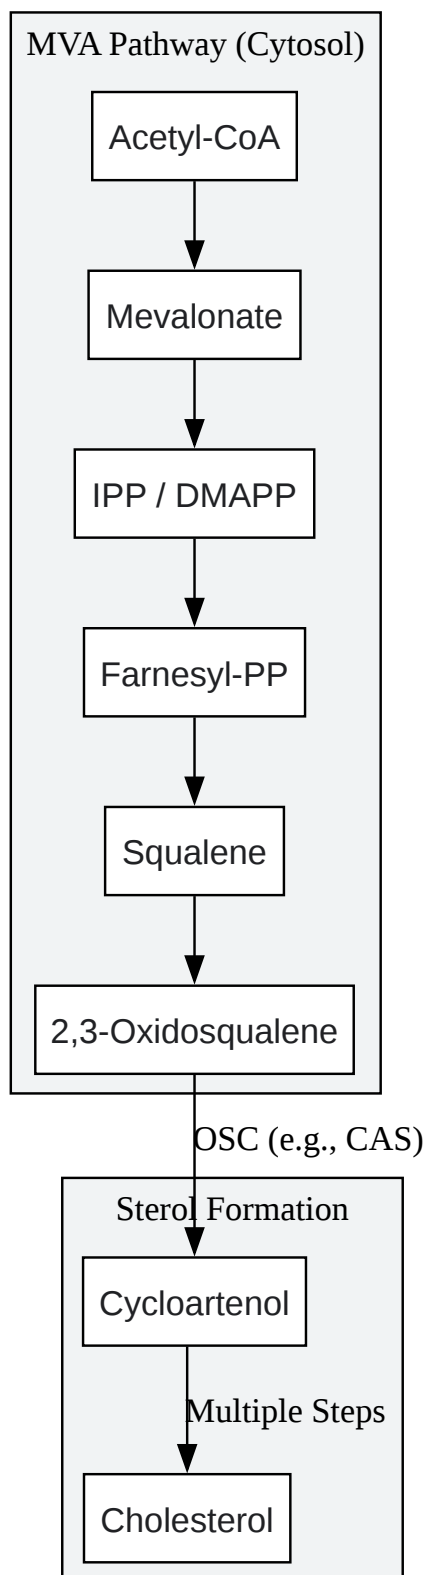 MVA Pathway (Cytosol)
Acetyl-CoA
Mevalonate
IPP / DMAPP
Farnesyl-PP
Squalene
2,3-Oxidosqualene
OSC (e.g., CAS)
Sterol Formation
Cycloartenol
Multiple Steps
Cholesterol